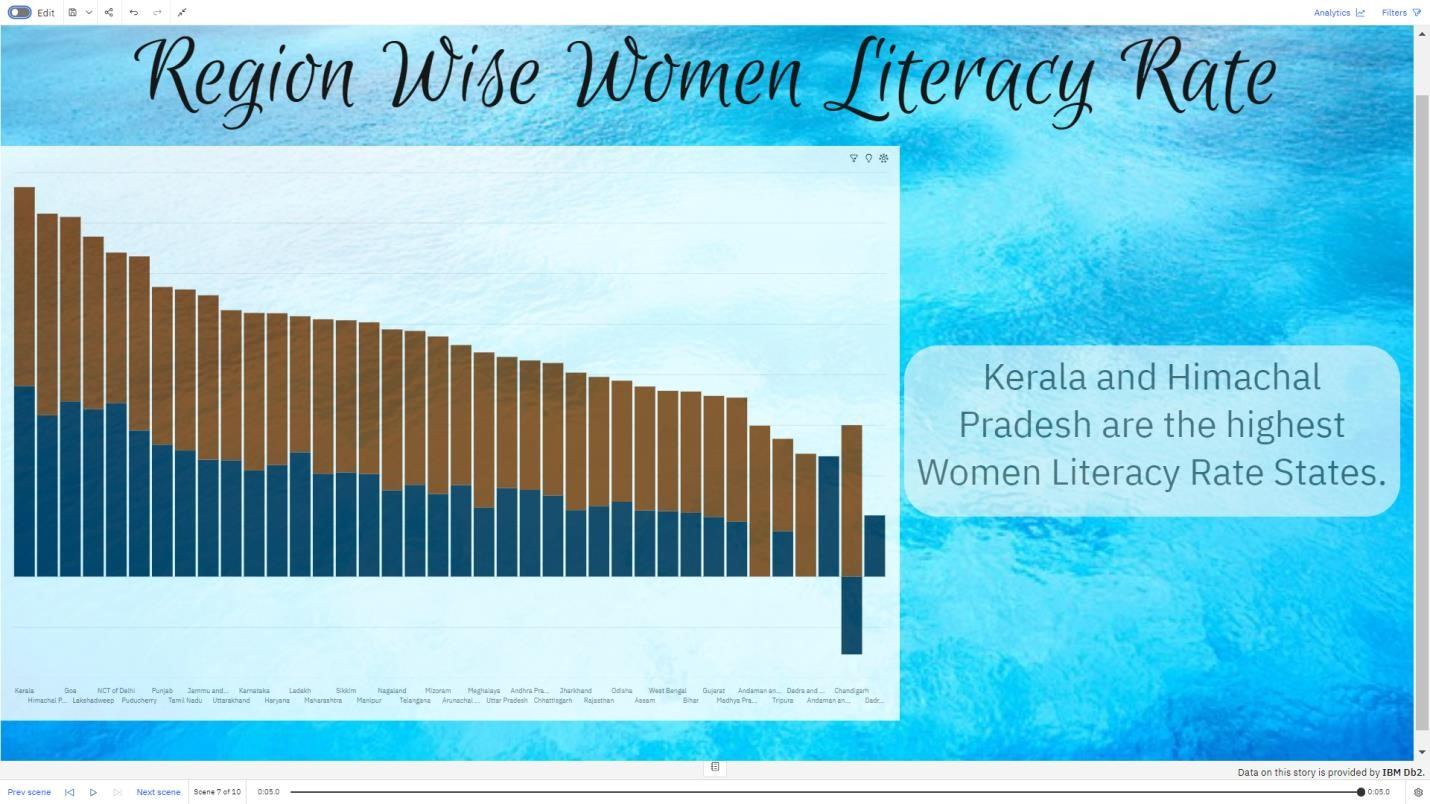 Edit
Analytics
Filters
Region Wise Women Literacy Rate
Kerala and Himachal
Pradesh are the highest
Women Literacy Rate States.
Kerala Goa NCT of Delhi Punjab Jammu and... Karnataka Ladakh Sikkim Nagaland Mizoram Meghalaya Andhra Pra... Jharkhand Odisha West Bengal Gujarat Andaman an... Dadra and ... Chandigarh
Himachal P... Lakshadweep Puducherry Tamil Nadu Uttarakhand Haryana Maharashtra Manipur Telangana Arunachal ... Uttar Pradesh Chhattisgarh Rajasthan Assam Bihar Madhya Pra... Tripura Andaman an... Dadr...
Data on this story is provided by IBM Db2.
Prev scene Next scene Scene 7 of 10 0:05.0 0:05.0